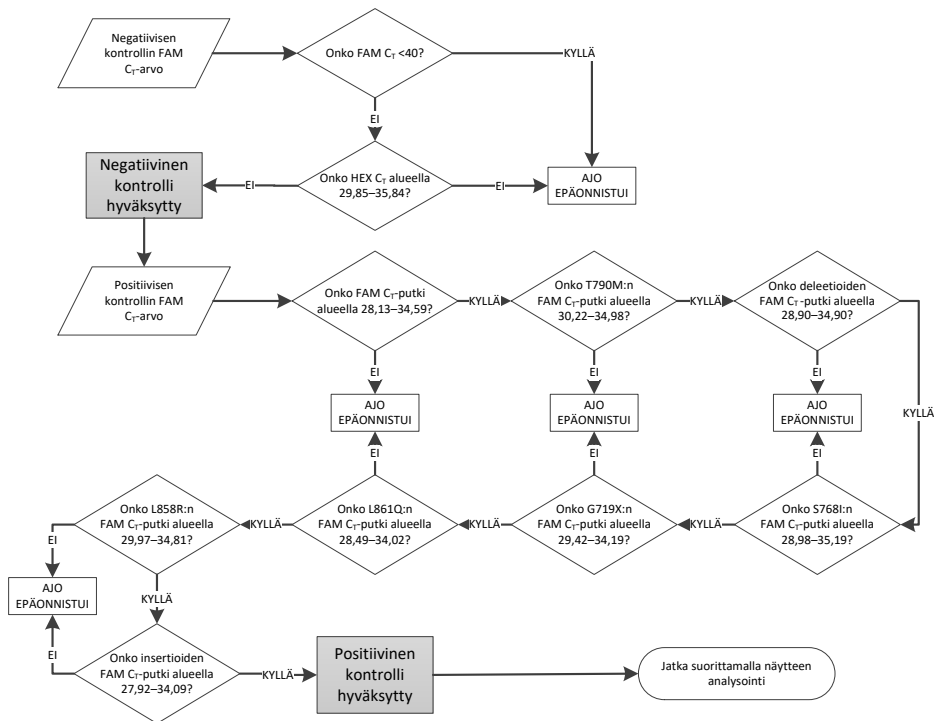 Negatiivisen
kontrollin FAM
CT-arvo
Onko FAM CT <40?
KYLLÄ
EI
Negatiivinen
kontrolli
hyväksytty
EI
Onko HEX CT alueella
29,85–35,84?
EI
AJO
EPÄONNISTUI
Positiivisen
kontrollin FAM
CT-arvo
Onko FAM CT-putki
alueella 28,13–34,59?
KYLLÄ
Onko T790M:n
FAM CT-putki alueella
30,22–34,98?
KYLLÄ
Onko deleetioiden
FAM CT -putki alueella
28,90–34,90?
EI
EI
EI
KYLLÄ
AJO
EPÄONNISTUI
AJO
EPÄONNISTUI
AJO
EPÄONNISTUI
EI
EI
EI
Onko L858R:n
FAM CT-putki alueella
29,97–34,81?
KYLLÄ
Onko L861Q:n
FAM CT-putki alueella
28,49–34,02?
KYLLÄ
Onko G719X:n
FAM CT-putki alueella
29,42–34,19?
KYLLÄ
Onko S768I:n
FAM CT-putki alueella
28,98–35,19?
EI
AJO
EPÄONNISTUI
KYLLÄ
EI
Onko insertioiden
FAM CT-putki alueella
27,92–34,09?
KYLLÄ
Positiivinen
kontrolli
hyväksytty
Jatka suorittamalla näytteen
analysointi